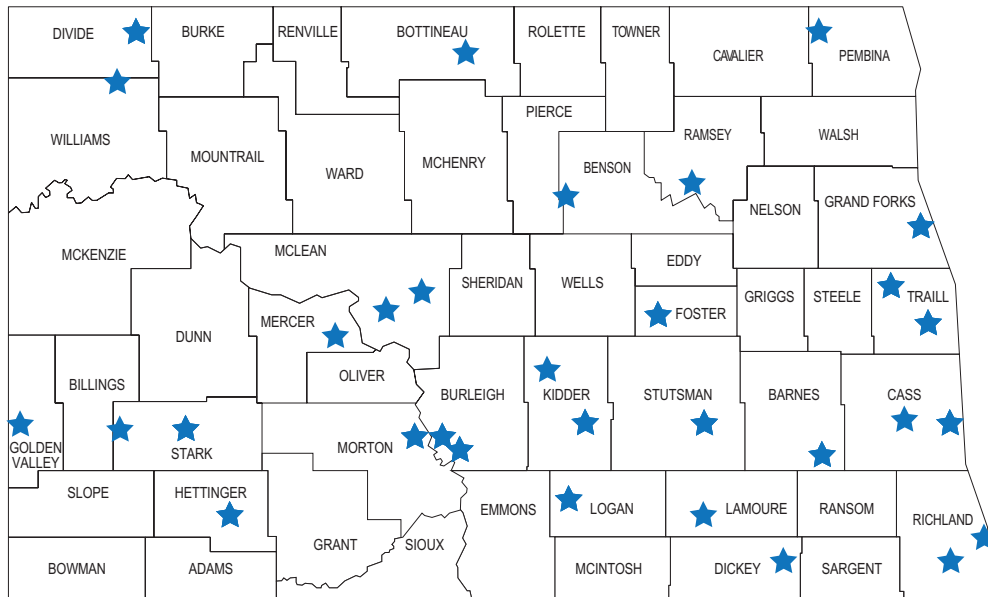 DIVIDE
BURKE
RENVILLE
BOTTINEAU
ROLETTE
TOWNER
CAVALIER
PEMBINA
WILLIAMS
MOUNTRAIL
WARD
MCHENRY
PIERCE
BENSON
RAMSEY
WALSH
NELSON
GRAND FORKS
MCKENZIE
MCLEAN
SHERIDAN
WELLS
EDDY
FOSTER
GRIGGS
STEELE
TRAILL
DUNN
MERCER
OLIVER
BILLINGS
GOLDEN
VALLEY
STARK
MORTON
BURLEIGH
KIDDER
STUTSMAN
BARNES
CASS
SLOPE
HETTINGER
GRANT
SIOUX
EMMONS
LOGAN
LAMOURE
RANSOM
RICHLAND
BOWMAN
ADAMS
MCINTOSH
DICKEY
SARGENT